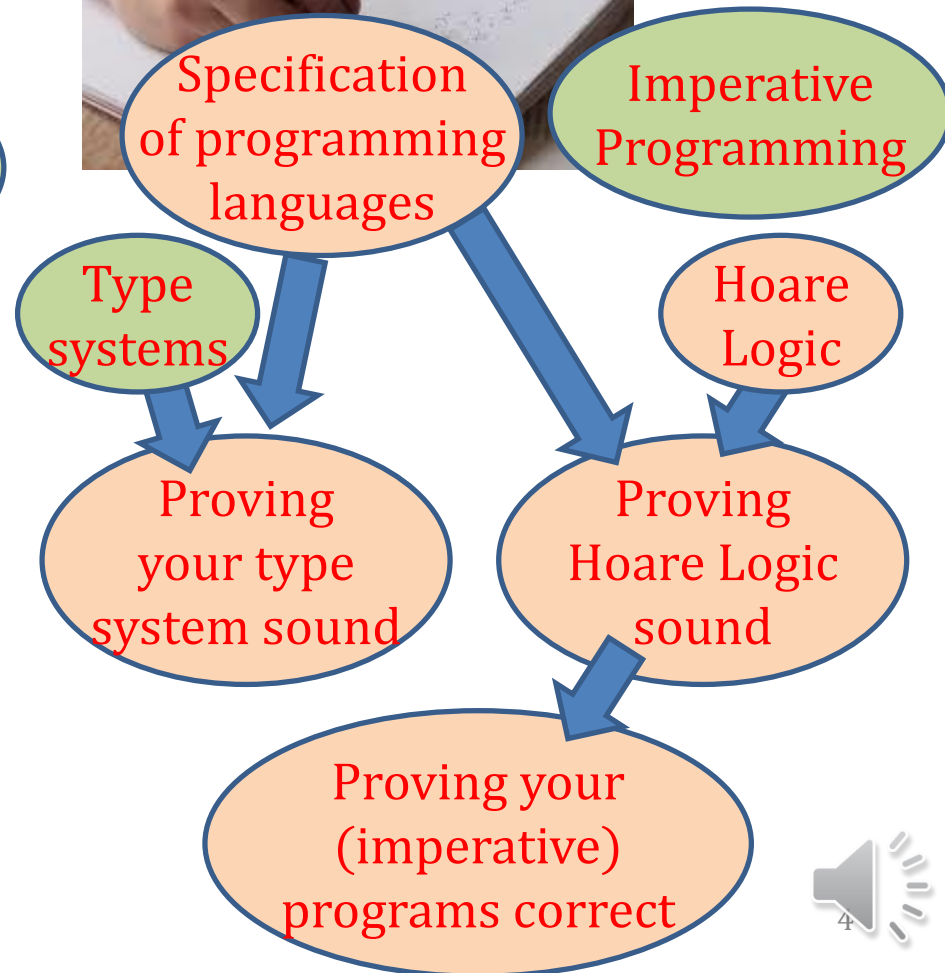 Specification
of programming
languages
Imperative
Programming
Type
systems
Hoare
Logic
Proving
your type
system sound
Proving
Hoare Logic
sound
Proving your
(imperative)
programs correct
4